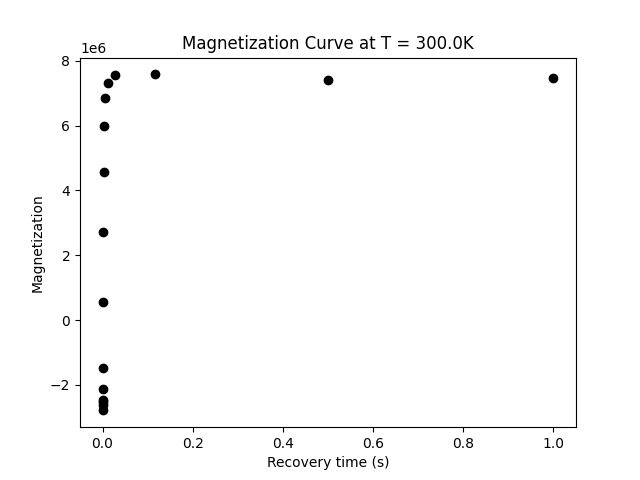 Magnetization Curve at T = 300.0K
1e6
8
6
4
2
0
−2
Magnetization
0.0 0.2 0.4 0.6 0.8 1.0
Recovery time (s)